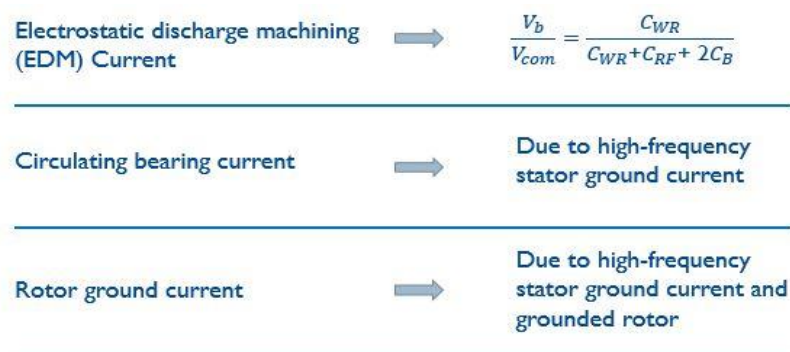 Electrostatic discharge machining
(EDM) Current
V_b/V_com = C_WR/(C_WR+C_RF+ 2C_B)
Circulating bearing current
Due to high-frequency
stator ground current
Rotor ground current
Due to high-frequency
stator ground current and
grounded rotor